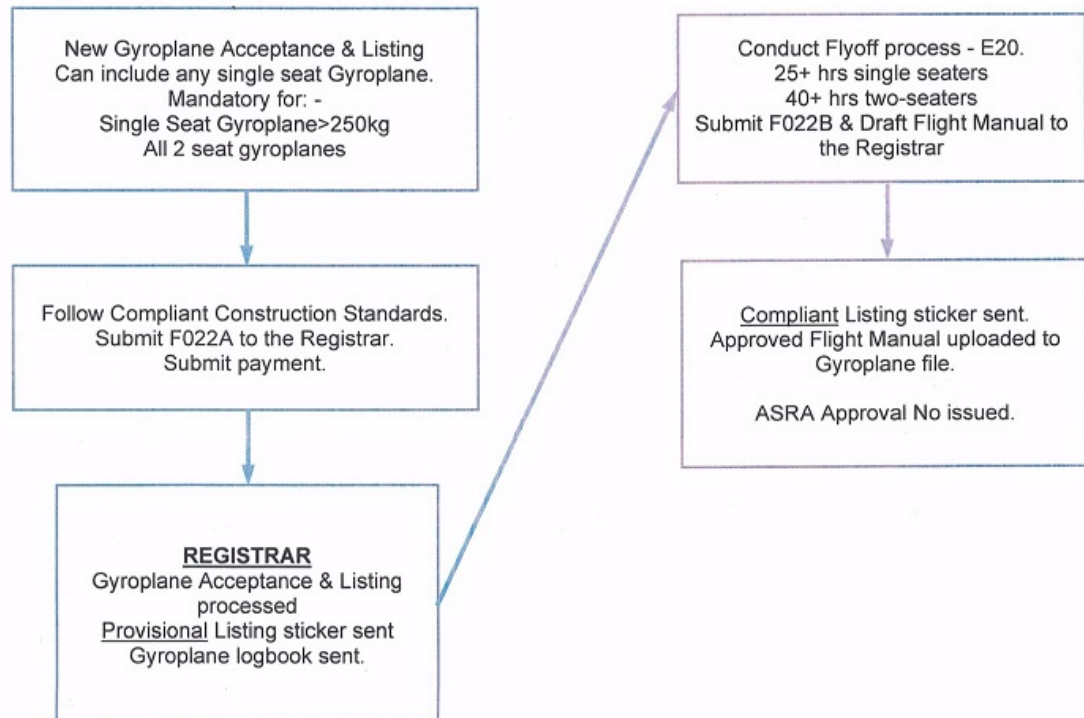 New Gyroplane Acceptance & Listing
Can include any single seat Gyroplane.
Mandatory for: -
Single Seat Gyroplane>250kg
All 2 seat gyroplanes
Follow Compliant Construction Standards.
Submit F022A to the Registrar.
Submit payment.
REGISTRAR
Gyroplane Acceptance & Listing
processed
Provisional Listing sticker sent
Gyroplane logbook sent.
Conduct Flyoff process - E20.
25+ hrs single seaters
40+ hrs two-seaters
Submit F022B & Draft Flight Manual to
the Registrar
Compliant Listing sticker sent.
Approved Flight Manual uploaded to
Gyroplane file.
ASRA Approval No issued.